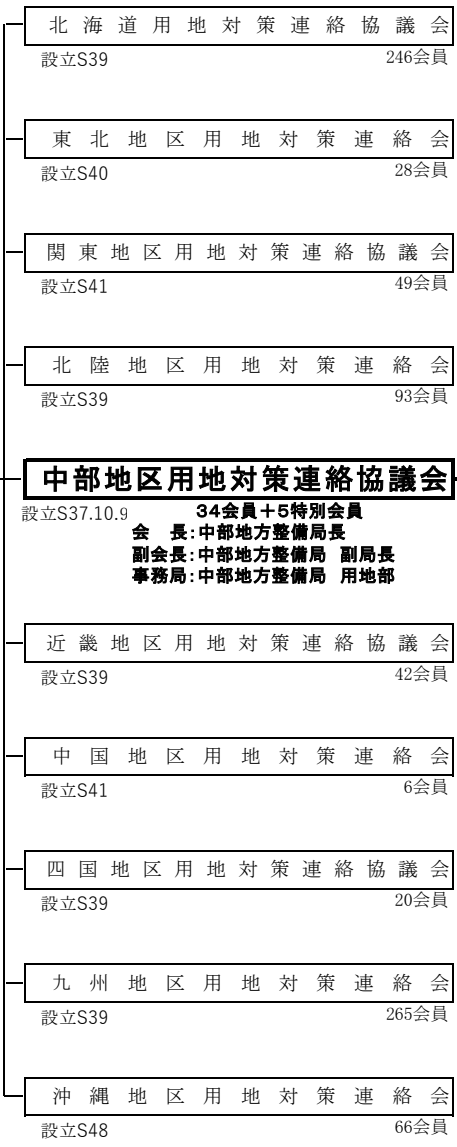 北海道用地対策連絡協議会
設立S39 246会員
東北地区用地対策連絡会
設立S40 28会員
関東地区用地対策連絡協議会
設立S41 49会員
北陸地区用地対策連絡会
設立S39 93会員
中部地区用地対策連絡協議会
設立S37.10.9 34会員＋5特別会員
会 長:中部地方整備局長
副会長:中部地方整備局 副局長
事務局:中部地方整備局 用地部
近畿地区用地対策連絡協議会
設立S39 42会員
中国地区用地対策連絡会
設立S41 6会員
四国地区用地対策連絡協議会
設立S39 20会員
九州地区用地対策連絡会
設立S39 265会員
沖縄地区用地対策連絡会
設立S48 66会員